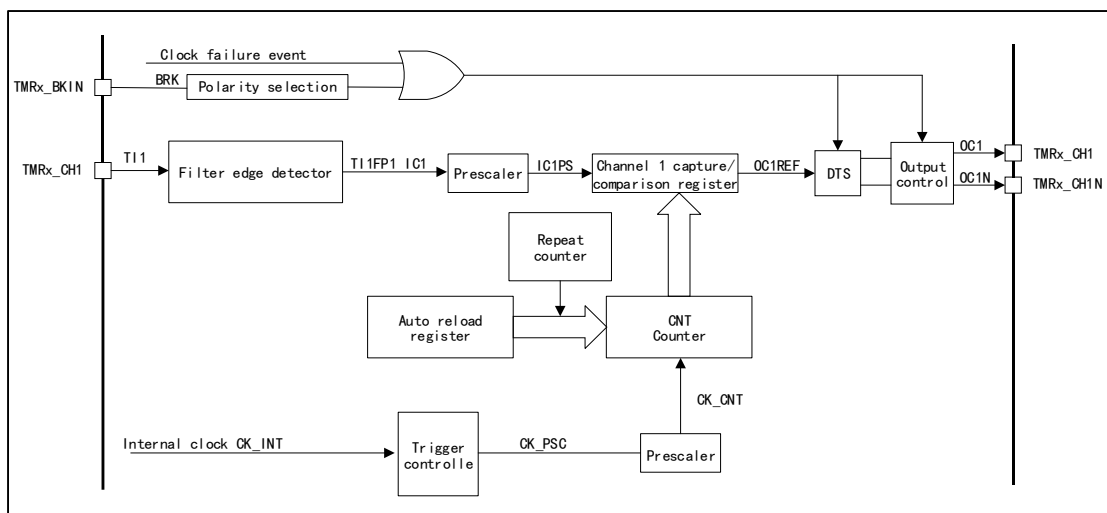 Clock failure event
TMRx_BKIN
BRK
Polarity selection
TMRx_CH1
TI1
Filter edge detector
TI1FP1 IC1
Prescaler
IC1PS
Channel 1 capture/
comparison register
OC1REF
DTS
Output
control
OC1
TMRx_CH1
OC1N
TMRx_CH1N
Repeat
counter
Auto reload
register
CNT
Counter
CK_CNT
Internal clock CK_INT
Trigger
controlle
CK_PSC
Prescaler